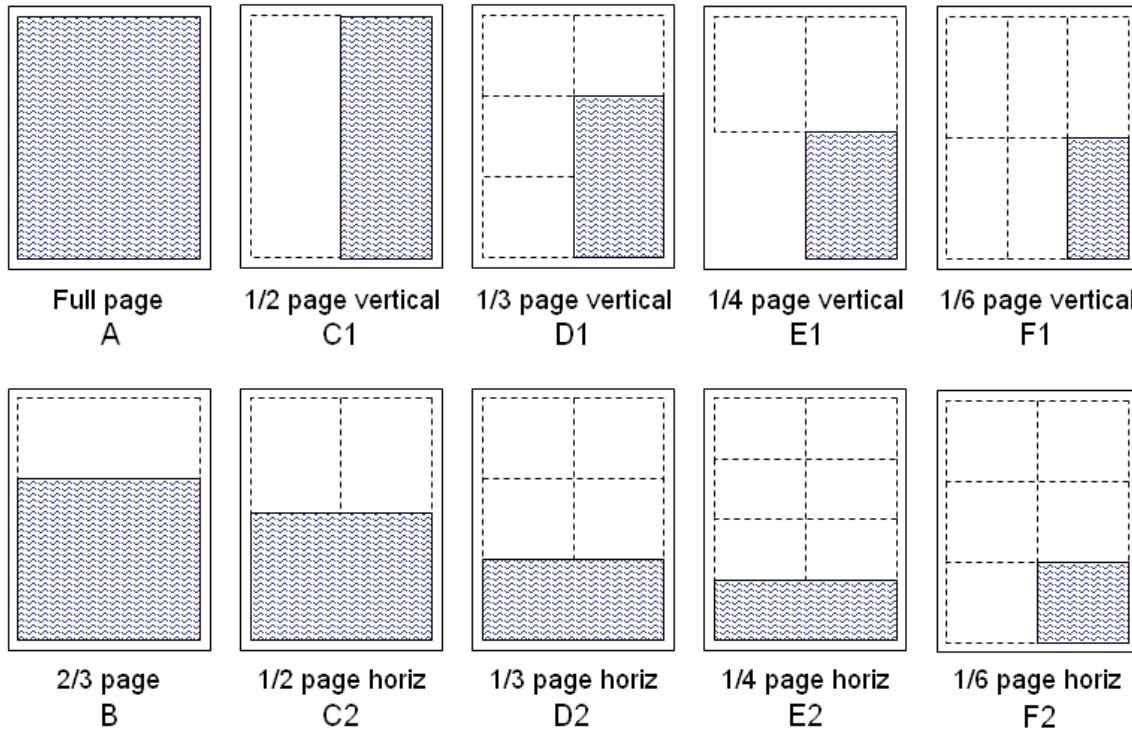 Full page
A
1/2 page vertical
C1
1/3 page vertical
D1
1/4 page vertical
E1
1/6 page vertical
F1
2/3 page
B
1/2 page horiz
C2
1/3 page horiz
D2
1/4 page horiz
E2
1/6 page horiz
F2